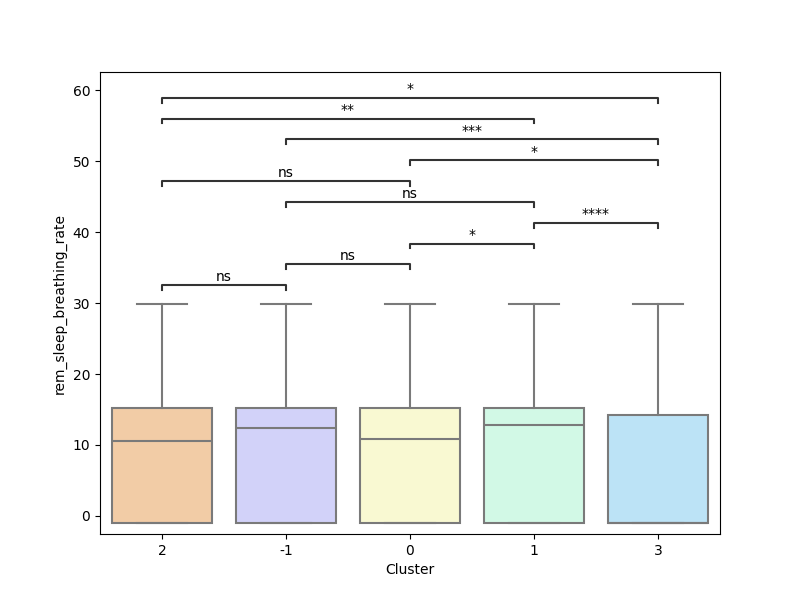 60
50
40
30
20
10
0
rem_sleep_breathing_rate
*
**
***
*
ns
ns
****
*
ns
ns
2 -1 0 1 3
Cluster